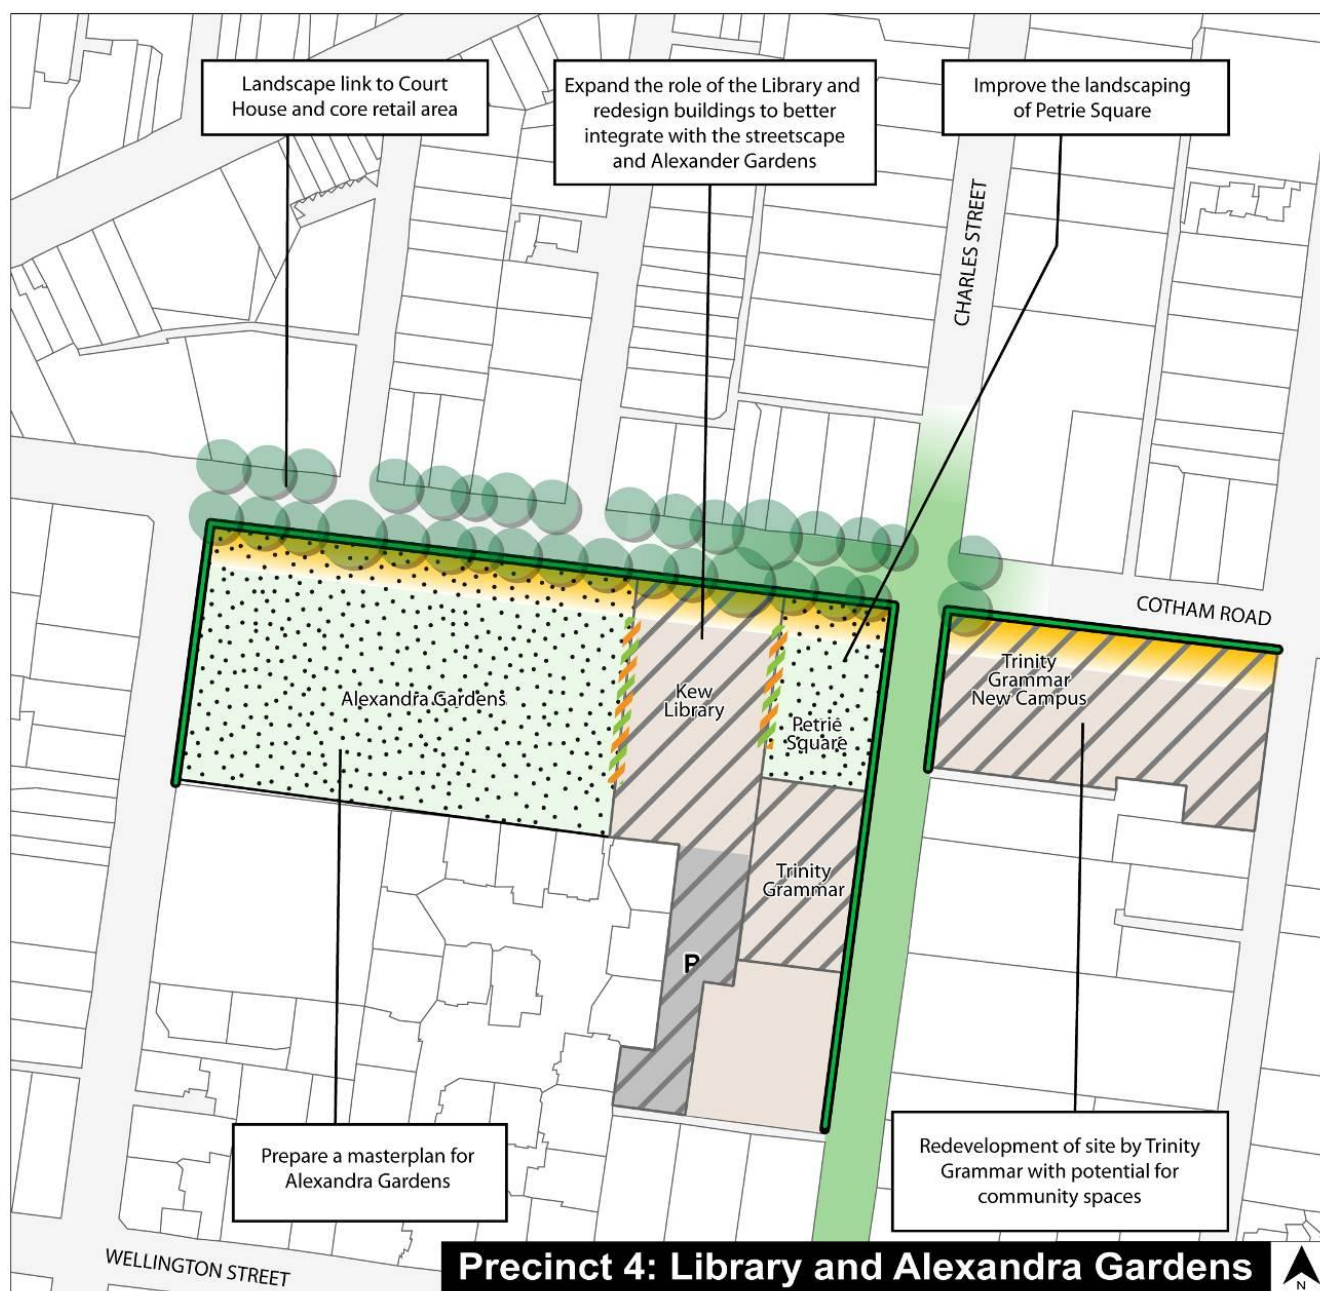 Landscape link to Court
House and core retail area
Expand the role of the Library and
redesign buildings to better
integrate with the streetscape
and Alexander Gardens
Improve the landscaping
of Petrie Square
CHARLES STREET
COTHAM ROAD
Alexandra Gardens
Kew
Library
Petrie
Square
Trinity
Grammar
New Campus
Trinity
Grammar
P
Prepare a masterplan for
Alexandra Gardens
Redevelopment of site by Trinity
Grammar with potential for
community spaces
WELLINGTON STREET
Precinct 4: Library and Alexandra Gardens
N